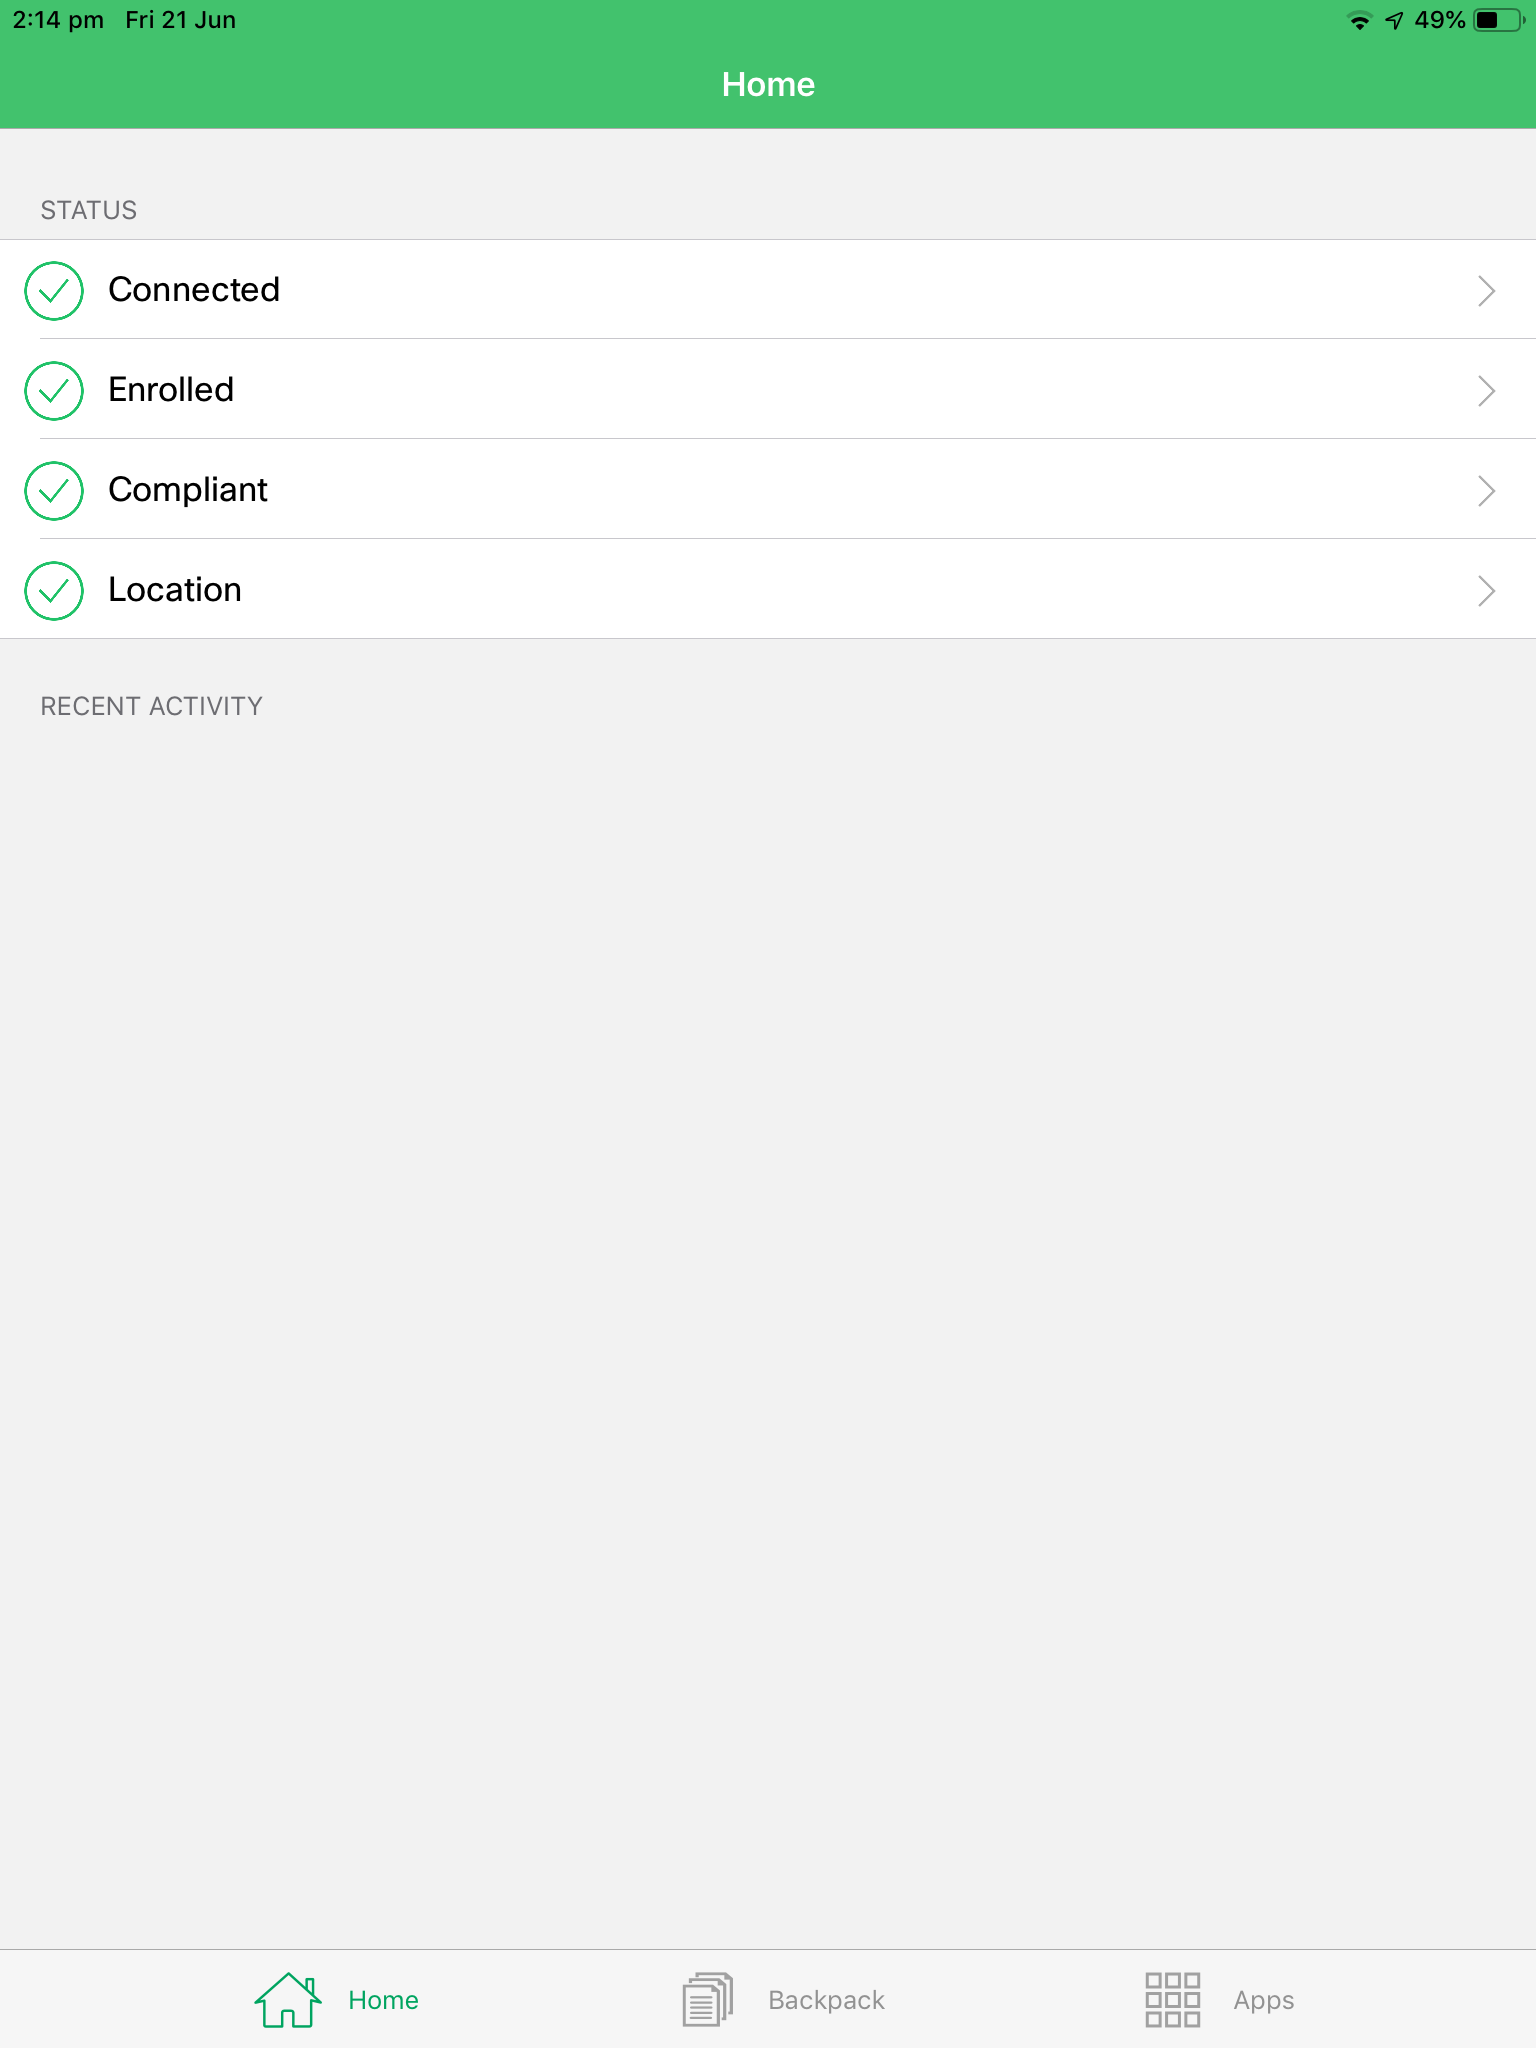 2:14 pm Fri 21 Jun 49%
Home
STATUS
Connected
Enrolled
Compliant
Location
RECENT ACTIVITY
Home Backpack Apps